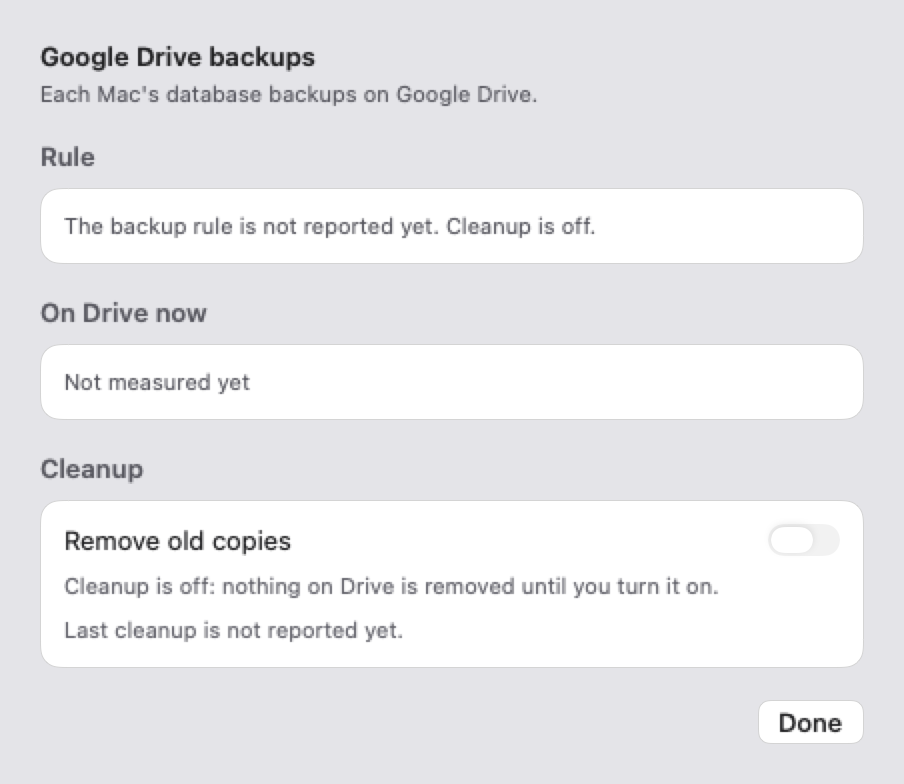 Google Drive backups
Each Mac's database backups on Google Drive.
Rule
The backup rule is not reported yet. Cleanup is off.
On Drive now
Not measured yet
Cleanup
Remove old copies
Cleanup is off: nothing on Drive is removed until you turn it on.
Last cleanup is not reported yet.
Done